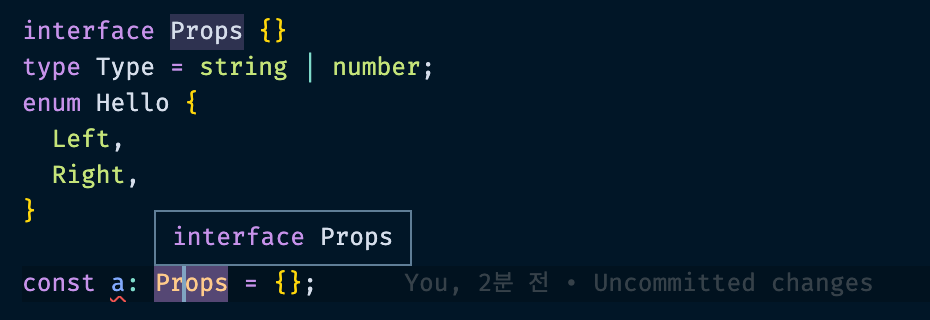 interface Props {}
type Type = string | number;
enum Hello {
  Left,
  Right,
}
interface Props
const a: Props = {}; You, 2분 전 • Uncommitted changes